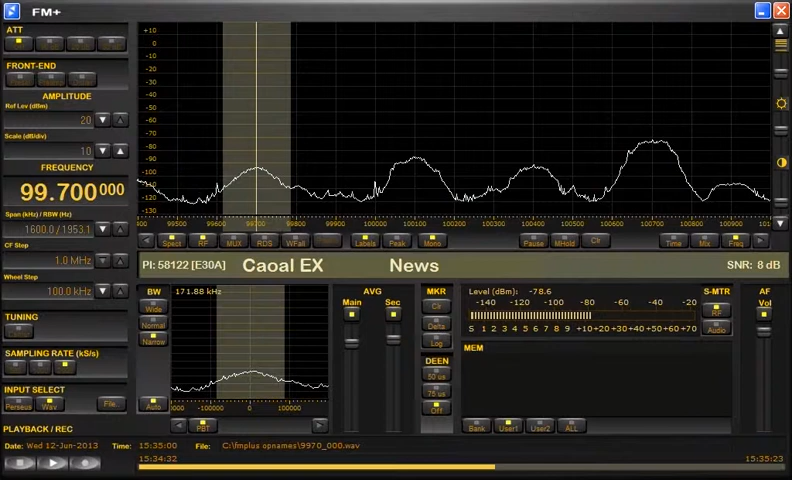 FM+
ATT
FRONT-END
AMPLITUDE
Ref Lev (dBm)
20
Scale (dB/div)
10
FREQUENCY
99.700000
Span (kHz) / RBW (Hz)
1600.0 / 1953.1
CF Step
1.0 MHz
Wheel Step
100.0 kHz
TUNING
SAMPLING RATE (kS/s)
INPUT SELECT
Perseus Wav File
PLAYBACK / REC
+10
0
-10
-20
-30
-40
-50
-60
-70
-80
-90
-100
-110
-120
-130
99400 99500 99600 99700 99800 99900 100000 100100 100200 100300 100400 100500 100600 100700 100800 100900 101
Spect RF MUX RDS WFall Labels Peak Mono Pause MHold Clr Time Mix Freq
PI: 58122 [E30A] Caoal EX News SNR: 8 dB
BW
Wide
Normal
Narrow
Auto
171.88 kHz
0000 -100000 0 100000
PBT
AVG
Main Sec
MKR
Clr
Delta
Log
DEEN
50 us
75 us
Off
Level (dBm): -78.6
-140 -120 -100 -80 -60 -40 -20
S 1 2 3 4 5 6 7 8 9 +10 +20 +30 +40 +50 +60 +70
S-MTR
RF
Audio
AF
Vol
MEM
Bank User1 User2 ALL
Date: Wed 12-Jun-2013 Time: 15:35:00 File: C:\fmplus opnames\9970_000.wav
15:34:32 15:35:23